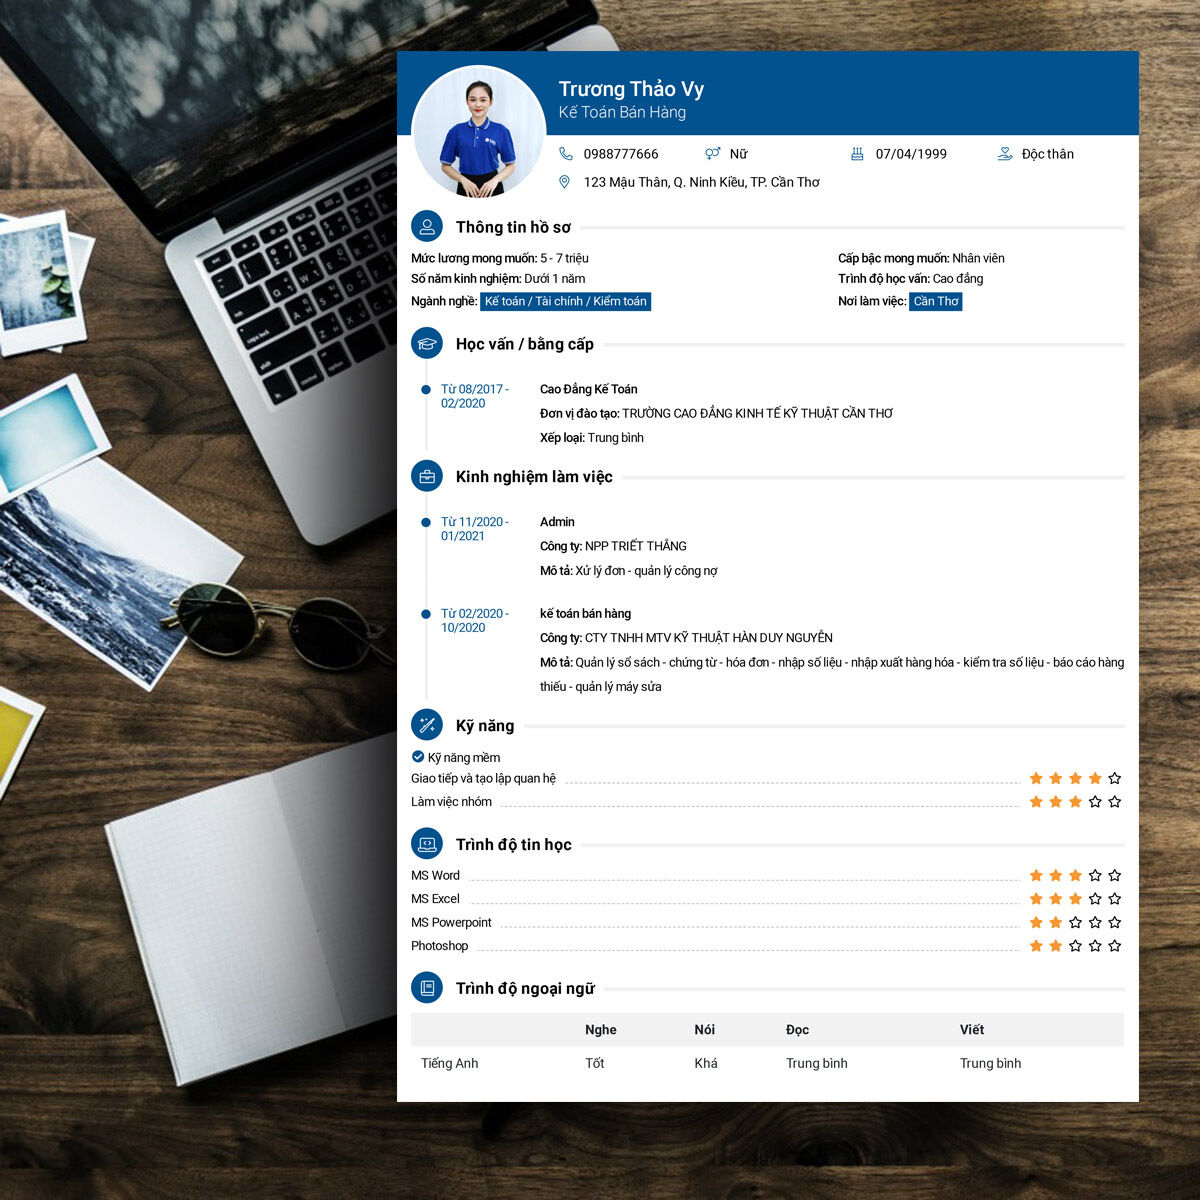 Trương Thảo Vy
Kế Toán Bán Hàng
0988777666 Nữ 07/04/1999 Độc thân
123 Mậu Thân, Q. Ninh Kiều, TP. Cần Thơ
Thông tin hồ sơ
Mức lương mong muốn: 5 - 7 triệu Cấp bậc mong muốn: Nhân viên
Số năm kinh nghiệm: Dưới 1 năm Trình độ học vấn: Cao đẳng
Ngành nghề: Kế toán / Tài chính / Kiểm toán Nơi làm việc: Cần Thơ
Học vấn / bằng cấp
Từ 08/2017 - 02/2020
Cao Đẳng Kế Toán
Đơn vị đào tạo: TRƯỜNG CAO ĐẲNG KINH TẾ KỸ THUẬT CẦN THƠ
Xếp loại: Trung bình
Kinh nghiệm làm việc
Từ 11/2020 - 01/2021
Admin
Công ty: NPP TRIẾT THẮNG
Mô tả: Xử lý đơn - quản lý công nợ
Từ 02/2020 - 10/2020
kế toán bán hàng
Công ty: CTY TNHH MTV KỸ THUẬT HÀN DUY NGUYỄN
Mô tả: Quản lý sổ sách - chứng từ - hóa đơn - nhập số liệu - nhập xuất hàng hóa - kiểm tra số liệu - báo cáo hàng
thiếu - quản lý máy sửa
Kỹ năng
Kỹ năng mềm
Giao tiếp và tạo lập quan hệ
Làm việc nhóm
Trình độ tin học
MS Word
MS Excel
MS Powerpoint
Photoshop
Trình độ ngoại ngữ
Nghe Nói Đọc Viết
Tiếng Anh Tốt Khá Trung bình Trung bình